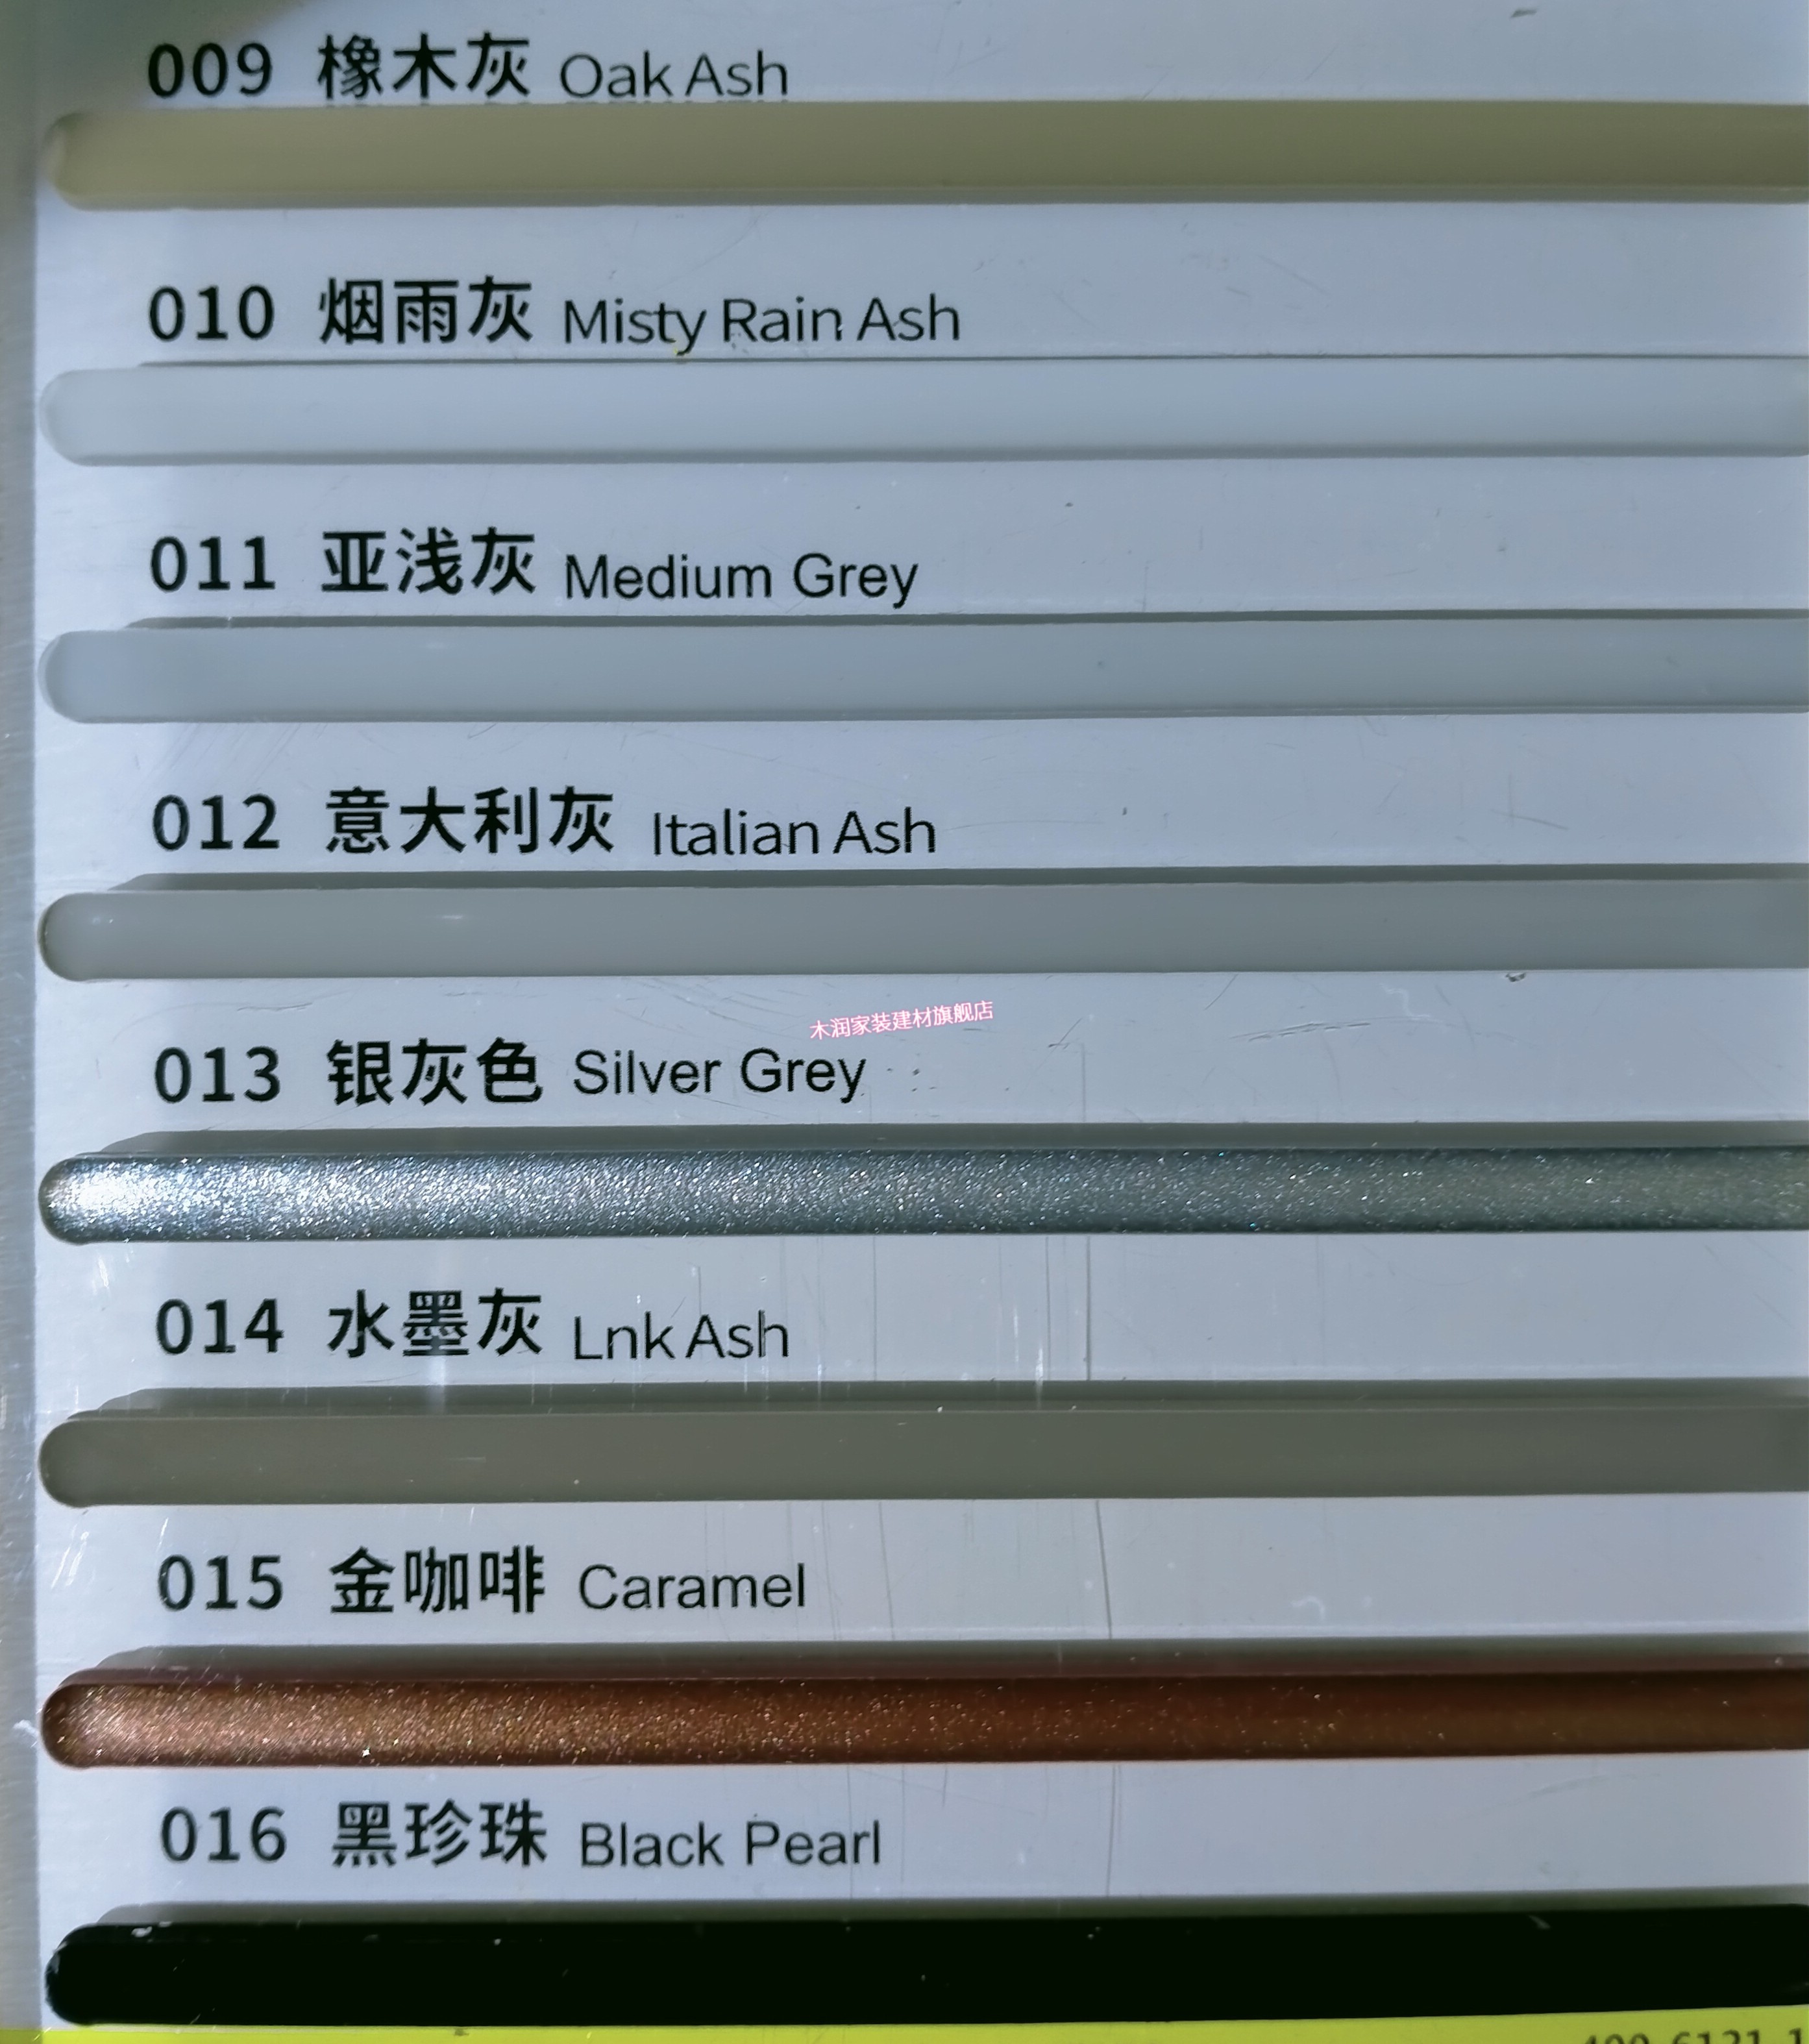 009 橡木灰 Oak Ash
010 烟雨灰 Misty Rain Ash
011 亚浅灰 Medium Grey
012 意大利灰 Italian Ash
木润家装建材旗舰店
013 银灰色 Silver Grey
014 水墨灰 Lnk Ash
015 金咖啡 Caramel
016 黑珍珠 Black Pearl